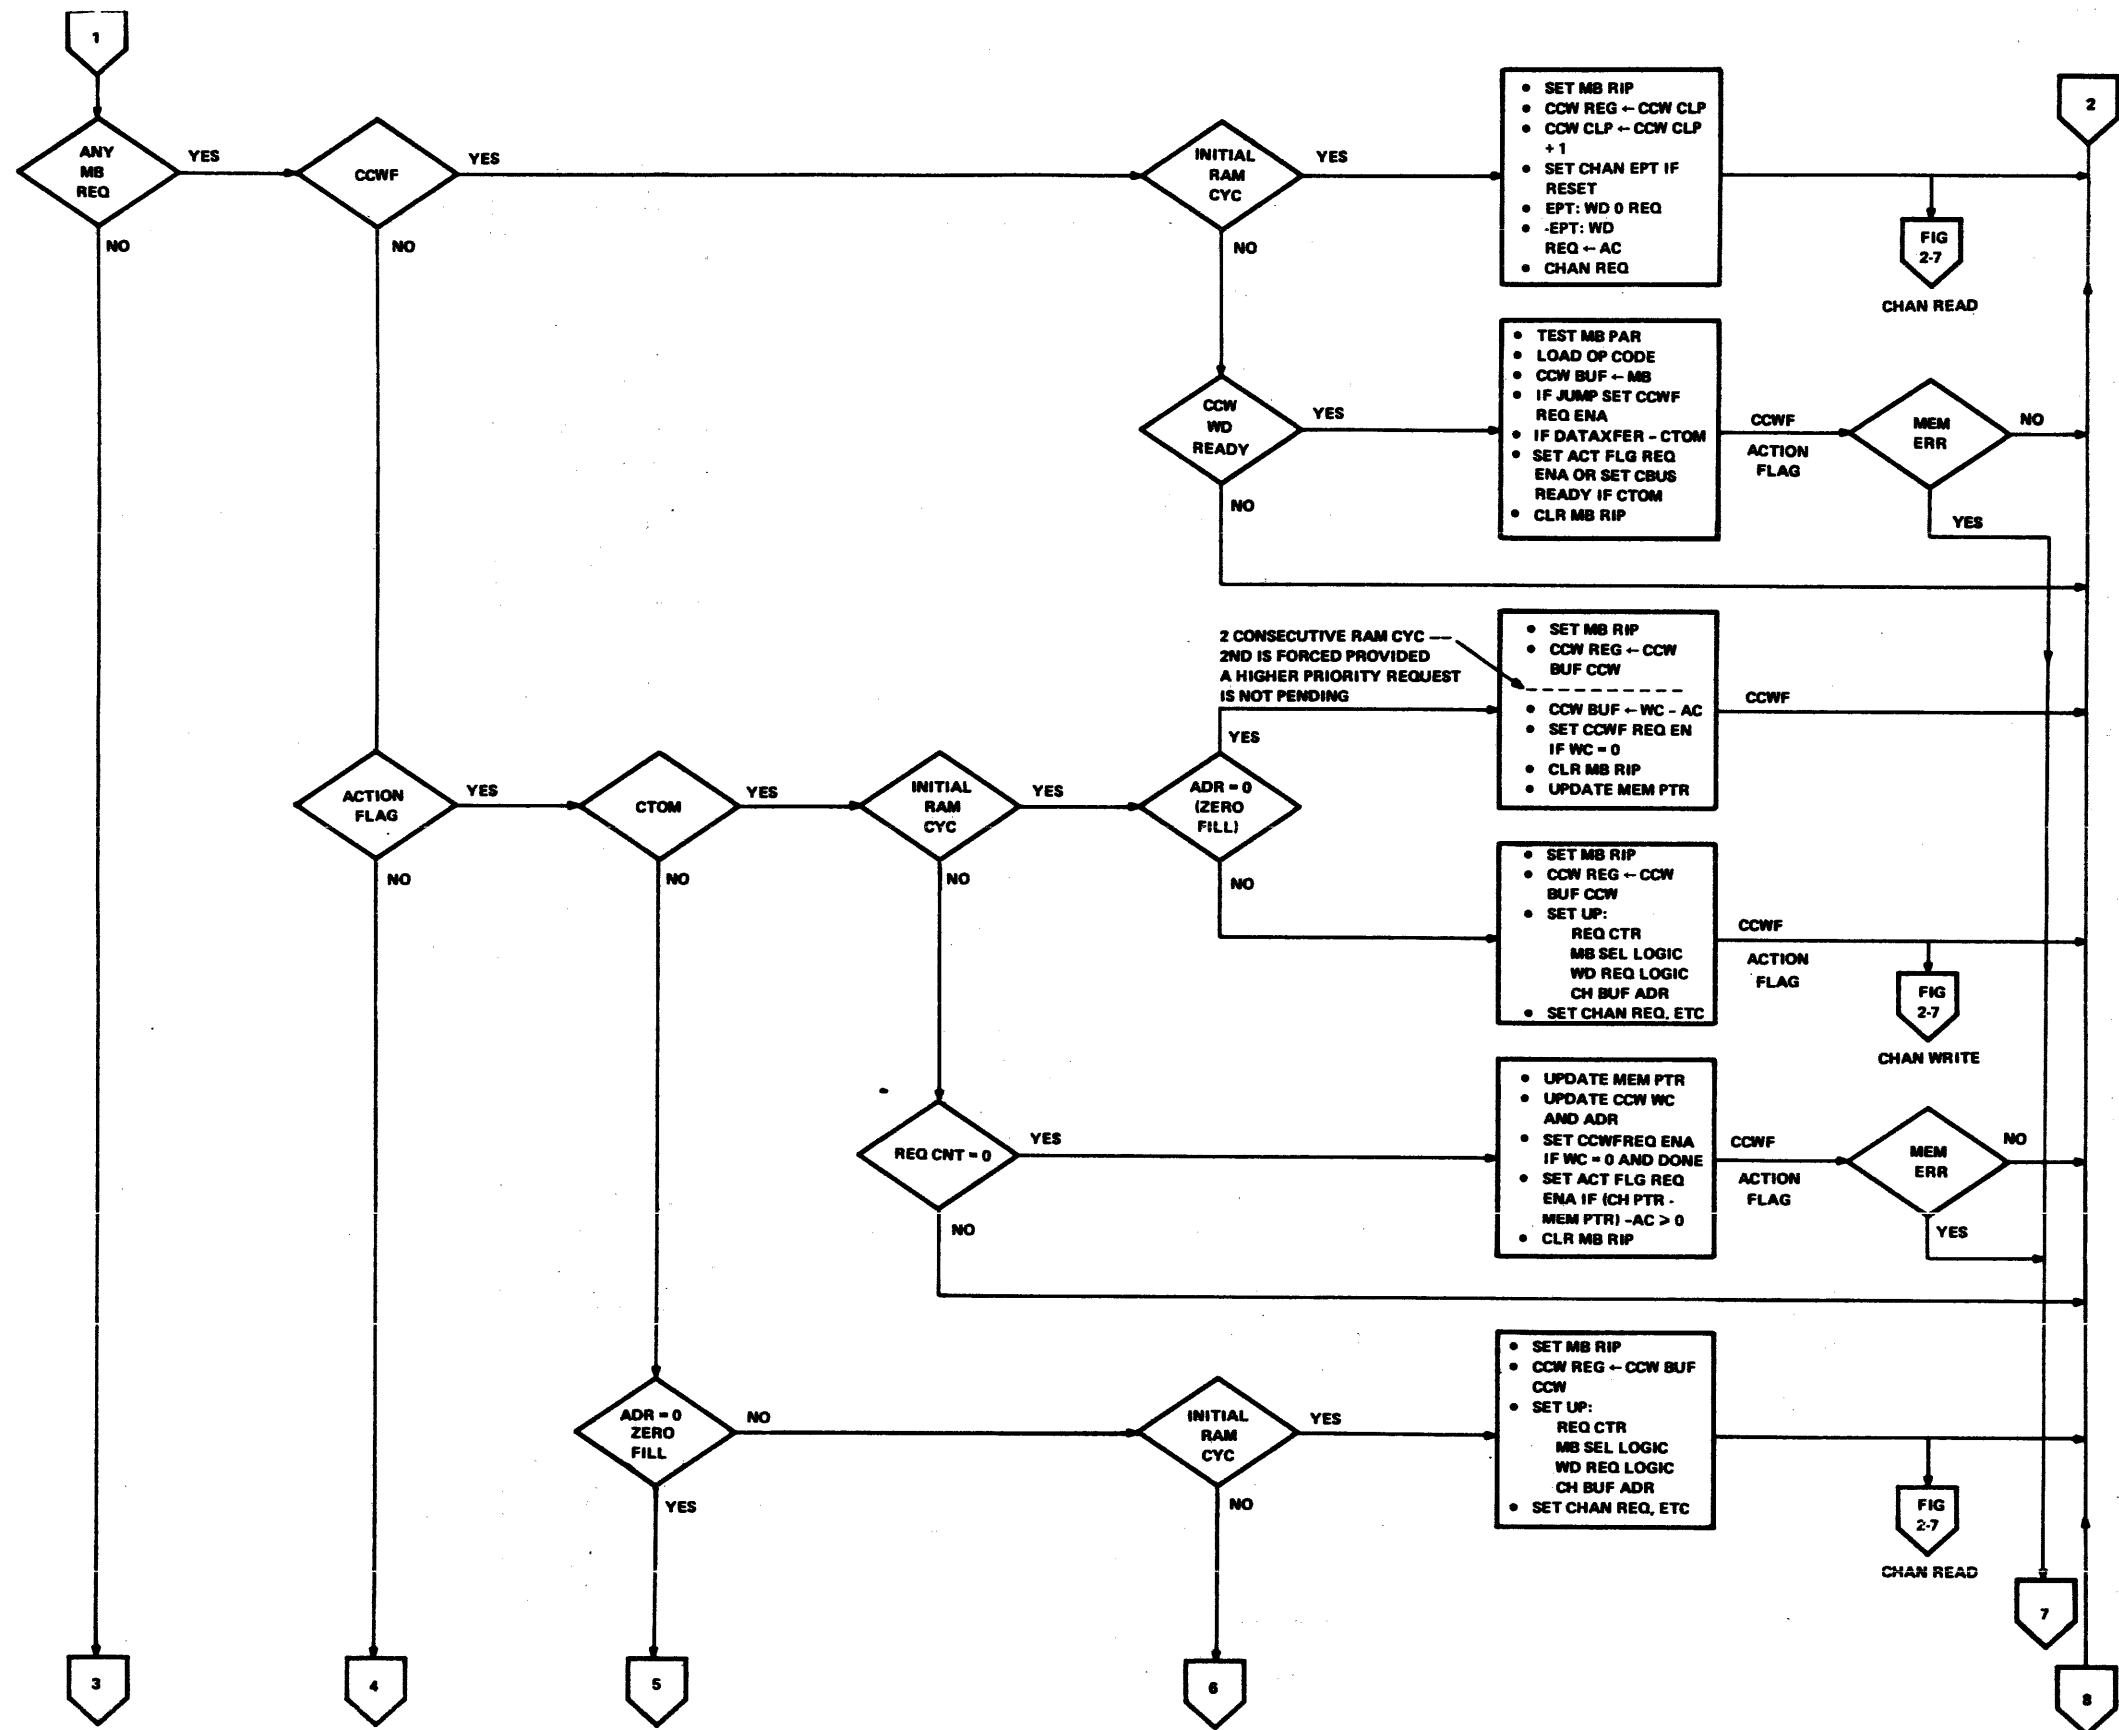 1
ANY
MB
REQ
YES
NO
CCWF
YES
NO
INITIAL
RAM
CYC
YES
NO
• SET MB RIP
• CCW REG ← CCW CLP
• CCW CLP ← CCW CLP
+ 1
• SET CHAN EPT IF
RESET
• EPT: WD 0 REQ
• -EPT: WD
REQ ← AC
• CHAN REQ
FIG
2-7
CHAN READ
2
CCW
WD
READY
YES
NO
• TEST MB PAR
• LOAD OP CODE
• CCW BUF ← MB
• IF JUMP SET CCWF
REQ ENA
• IF DATAXFER - CTOM
• SET ACT FLG REQ
ENA OR SET CBUS
READY IF CTOM
• CLR MB RIP
CCWF
ACTION
FLAG
MEM
ERR
NO
YES
2 CONSECUTIVE RAM CYC ---
2ND IS FORCED PROVIDED
A HIGHER PRIORITY REQUEST
IS NOT PENDING
• SET MB RIP
• CCW REG ← CCW
BUF CCW
• CCW BUF ← WC - AC
• SET CCWF REQ EN
IF WC = 0
• CLR MB RIP
• UPDATE MEM PTR
CCWF
ACTION
FLAG
YES
NO
CTOM
YES
NO
INITIAL
RAM
CYC
YES
NO
ADR = 0
(ZERO
FILL)
YES
NO
• SET MB RIP
• CCW REG ← CCW
BUF CCW
• SET UP:
REQ CTR
MB SEL LOGIC
WD REQ LOGIC
CH BUF ADR
• SET CHAN REQ, ETC
CCWF
ACTION
FLAG
FIG
2-7
CHAN WRITE
REQ CNT = 0
YES
NO
• UPDATE MEM PTR
• UPDATE CCW WC
AND ADR
• SET CCWFREQ ENA
IF WC = 0 AND DONE
• SET ACT FLG REQ
ENA IF (CH PTR -
MEM PTR) -AC > 0
• CLR MB RIP
CCWF
ACTION
FLAG
MEM
ERR
NO
YES
ADR = 0
ZERO
FILL
NO
YES
INITIAL
RAM
CYC
YES
NO
• SET MB RIP
• CCW REG ← CCW BUF
CCW
• SET UP:
REQ CTR
MB SEL LOGIC
WD REQ LOGIC
CH BUF ADR
• SET CHAN REQ, ETC
FIG
2-7
CHAN READ
7
3
4
5
6
8